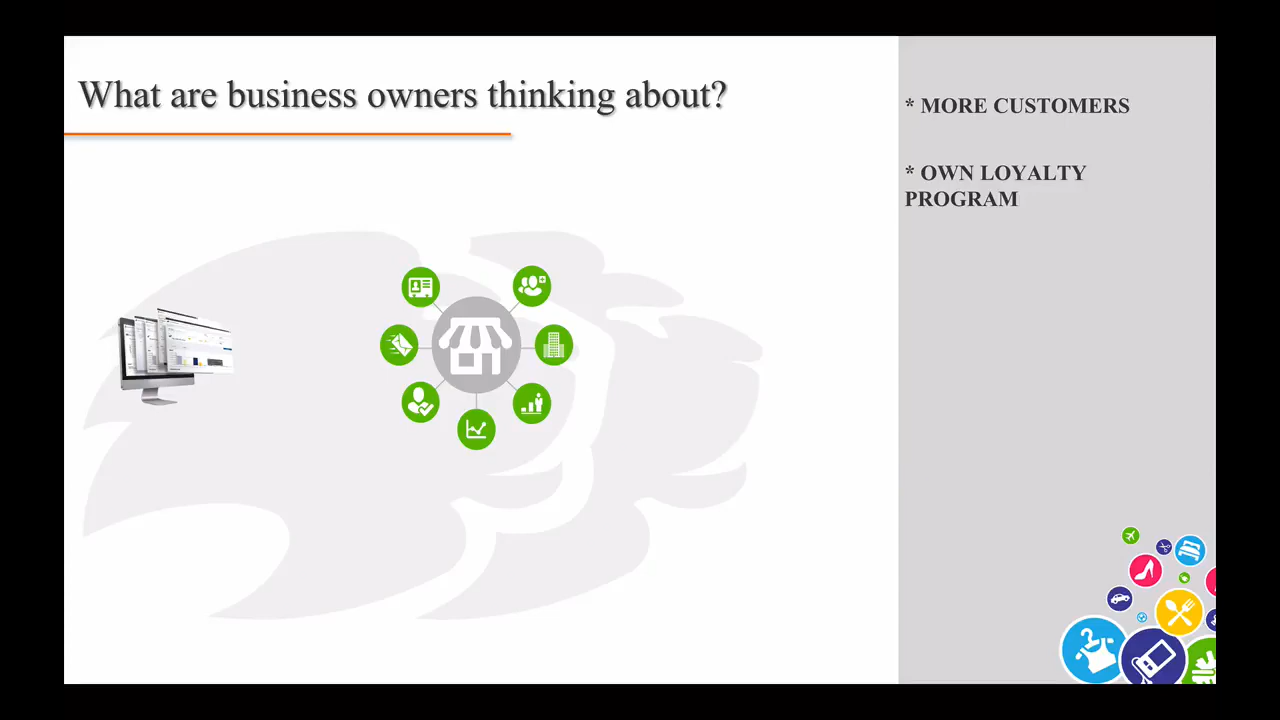 What are business owners thinking about?
* MORE CUSTOMERS
* OWN LOYALTY
PROGRAM